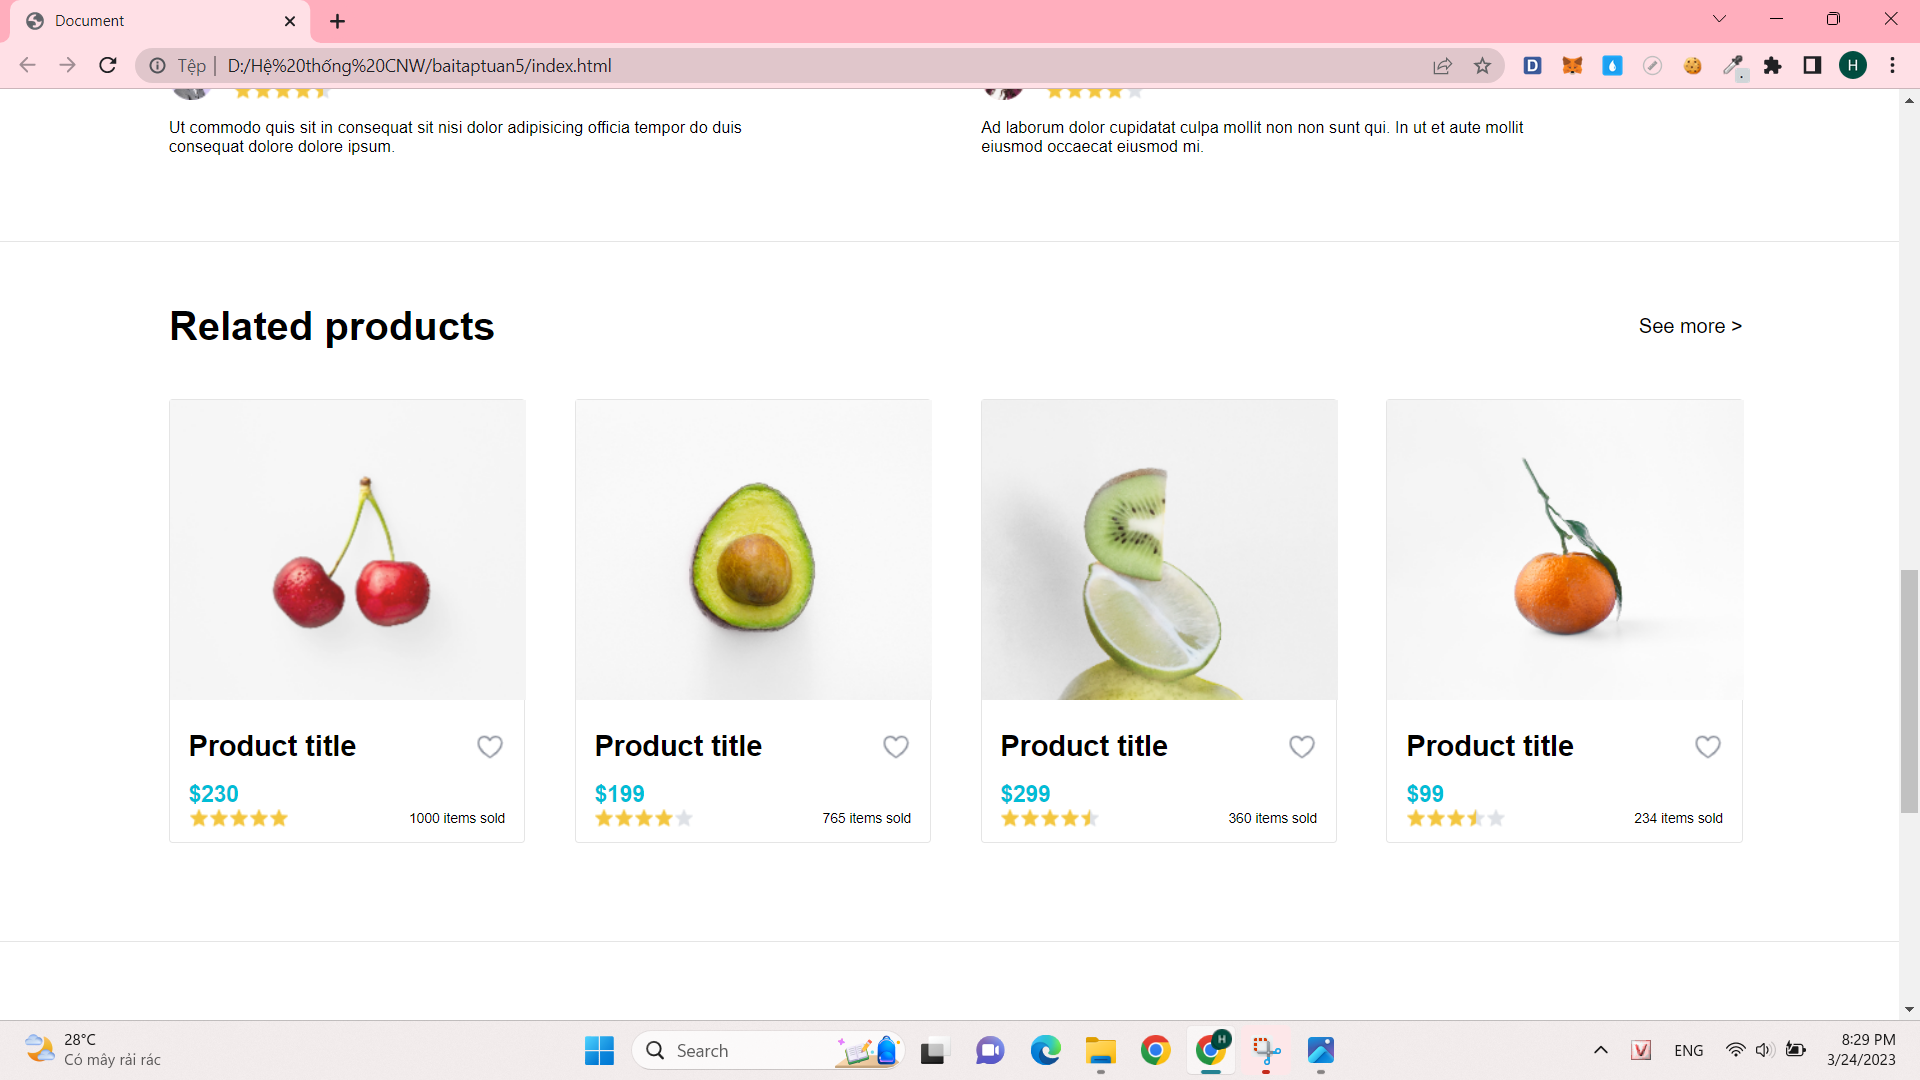 Document
Tệp
D:/Hệ%20thống%20CNW/baitaptuan5/index.html
D
H
Ut commodo quis sit in consequat sit nisi dolor adipisicing officia tempor do duis
consequat dolore dolore ipsum.
Ad laborum dolor cupidatat culpa mollit non non sunt qui. In ut et aute mollit
eiusmod occaecat eiusmod mi.
Related products
See more >
Product title
$230
1000 items sold
Product title
$199
765 items sold
Product title
$299
360 items sold
Product title
$99
234 items sold
28°C
Có mây rải rác
Search
H
V
ENG
8:29 PM
3/24/2023